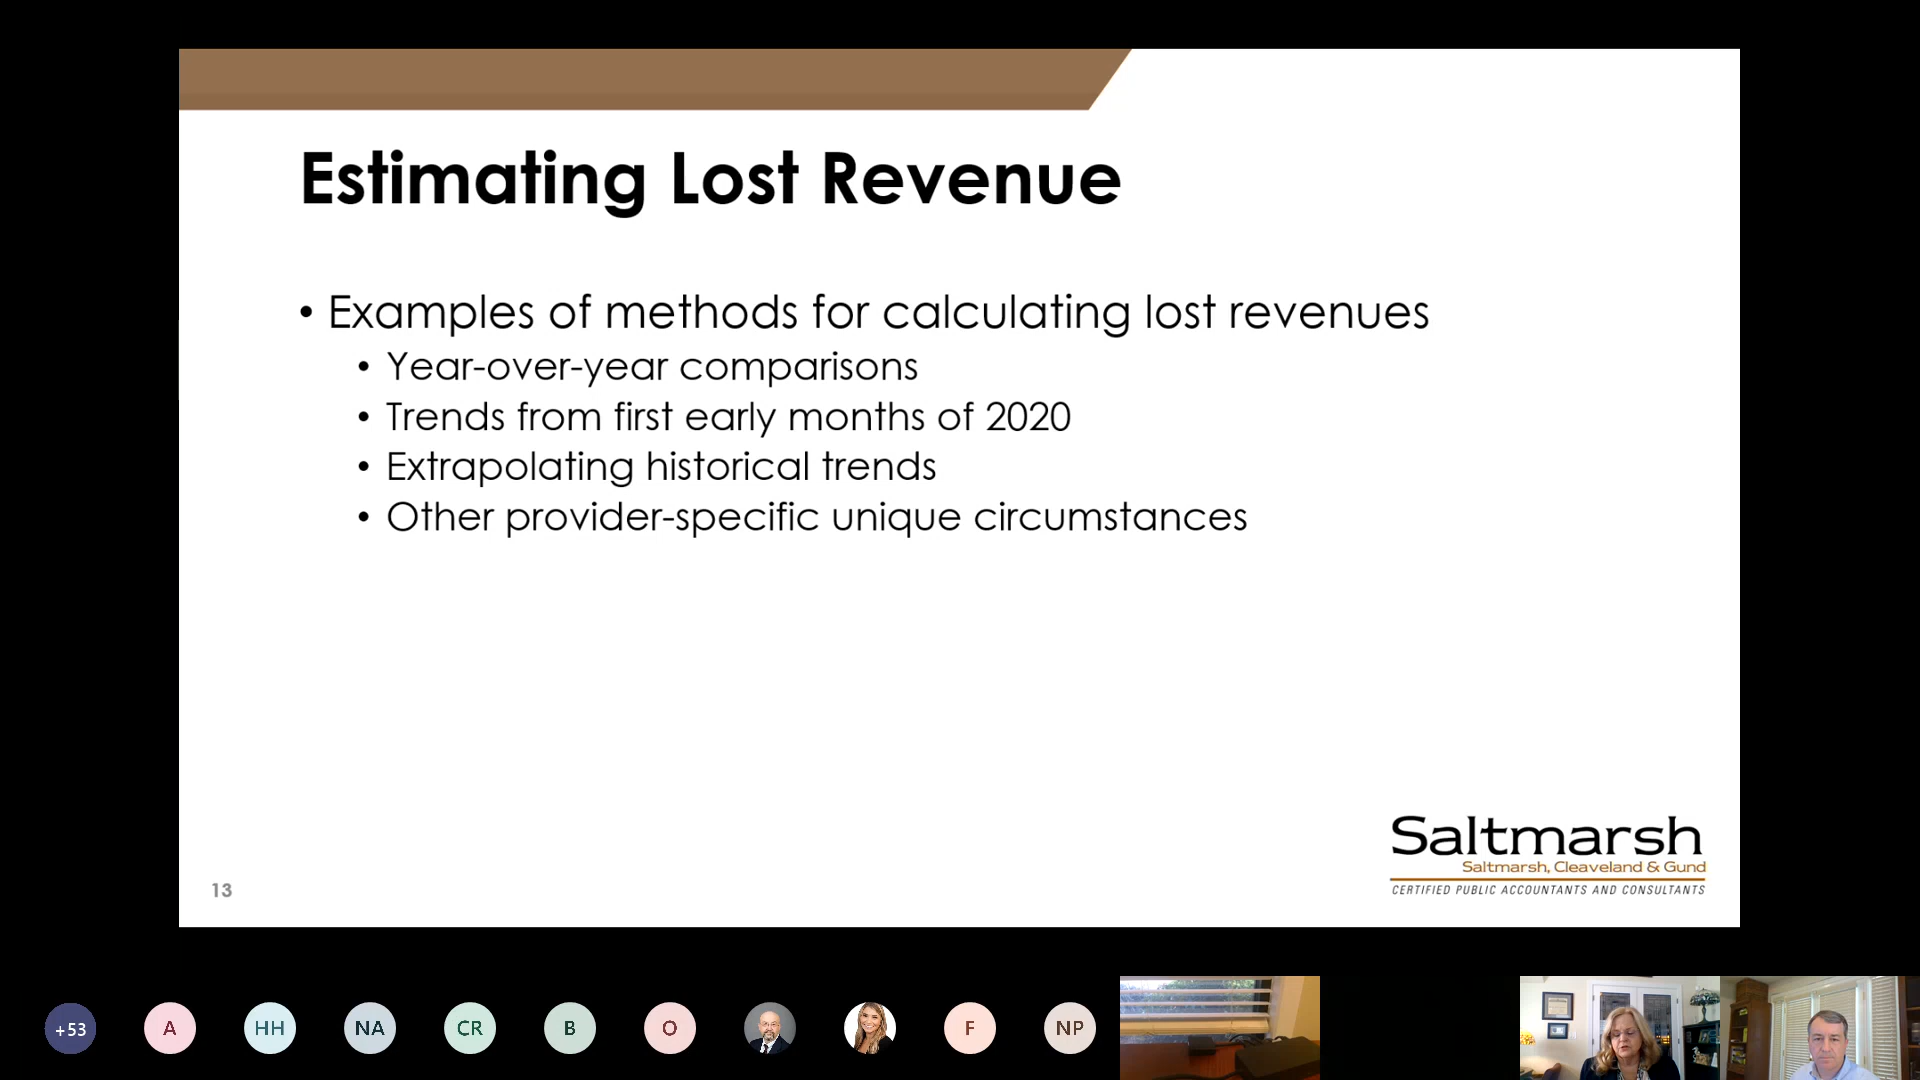 Estimating Lost Revenue
• Examples of methods for calculating lost revenues
• Year-over-year comparisons
• Trends from first early months of 2020
• Extrapolating historical trends
• Other provider-specific unique circumstances
Saltmarsh
Saltmarsh, Cleaveland & Gund
CERTIFIED PUBLIC ACCOUNTANTS AND CONSULTANTS
13
+53 A HH NA CR B O F NP